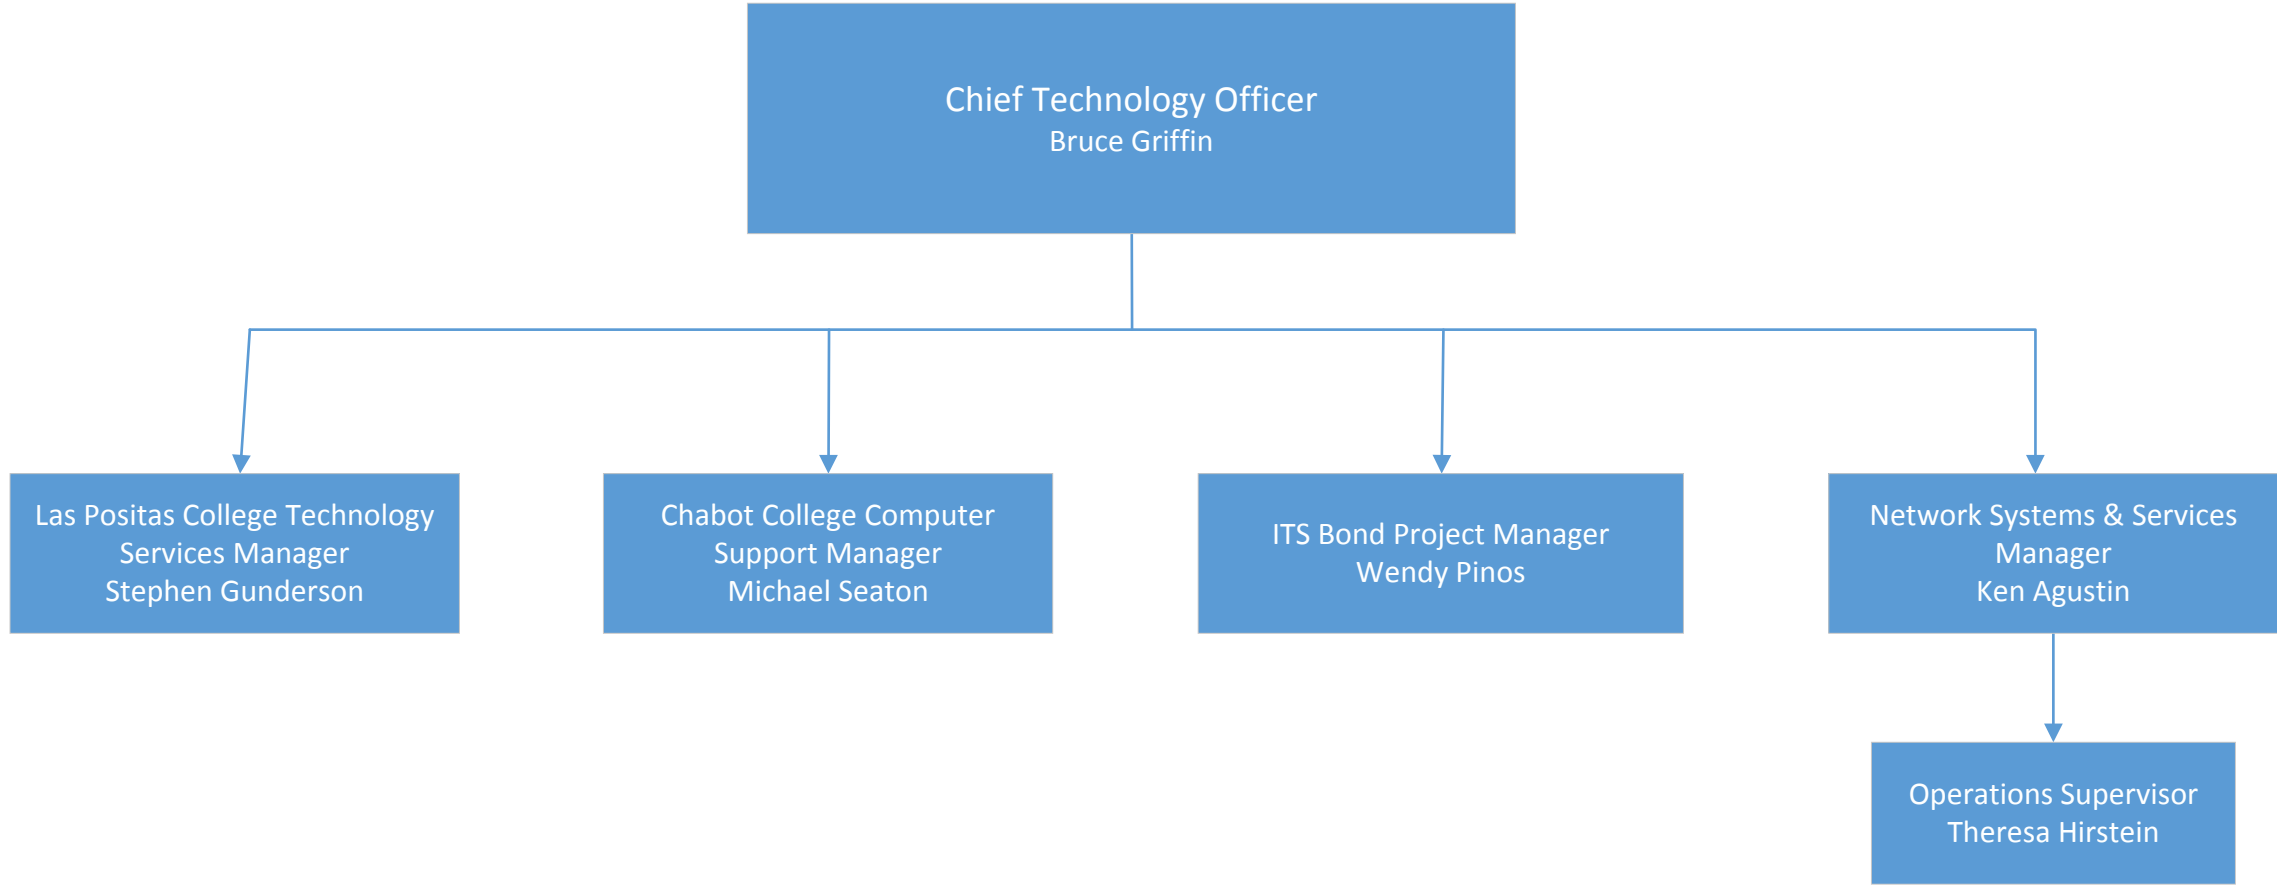 Chief Technology Officer
Bruce Griffin
Las Positas College Technology
Services Manager
Stephen Gunderson
Chabot College Computer
Support Manager
Michael Seaton
ITS Bond Project Manager
Wendy Pinos
Network Systems & Services
Manager
Ken Agustin
Operations Supervisor
Theresa Hirstein